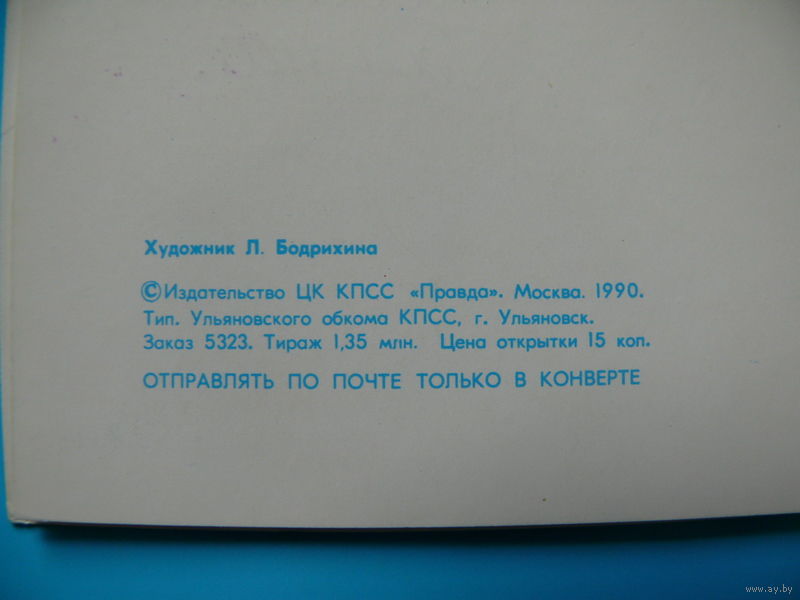 Художник Л. Бодрихина
©Издательство ЦК КПСС «Правда». Москва. 1990.
Тип. Ульяновского обкома КПСС, г. Ульяновск.
Заказ 5323. Тираж 1,35 млн. Цена открытки 15 коп.
ОТПРАВЛЯТЬ ПО ПОЧТЕ ТОЛЬКО В КОНВЕРТЕ
www.ay.by